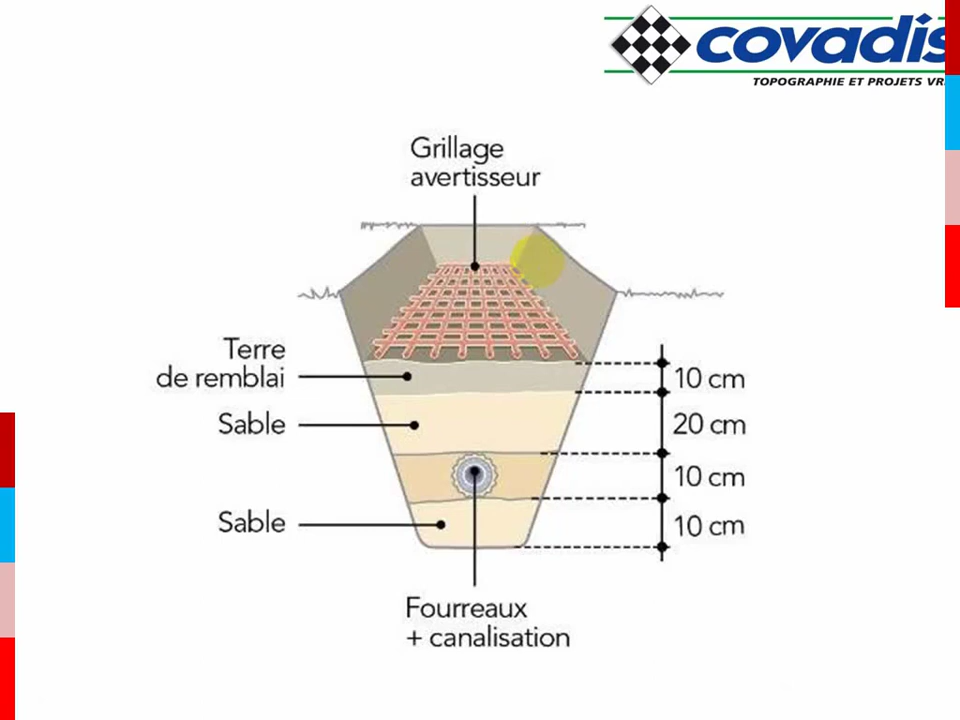 covadis
TOPOGRAPHIE ET PROJETS
Grillage
avertisseur
Terre
de remblai
10 cm
Sable
20 cm
10 cm
Sable
10 cm
Fourreaux
+ canalisation